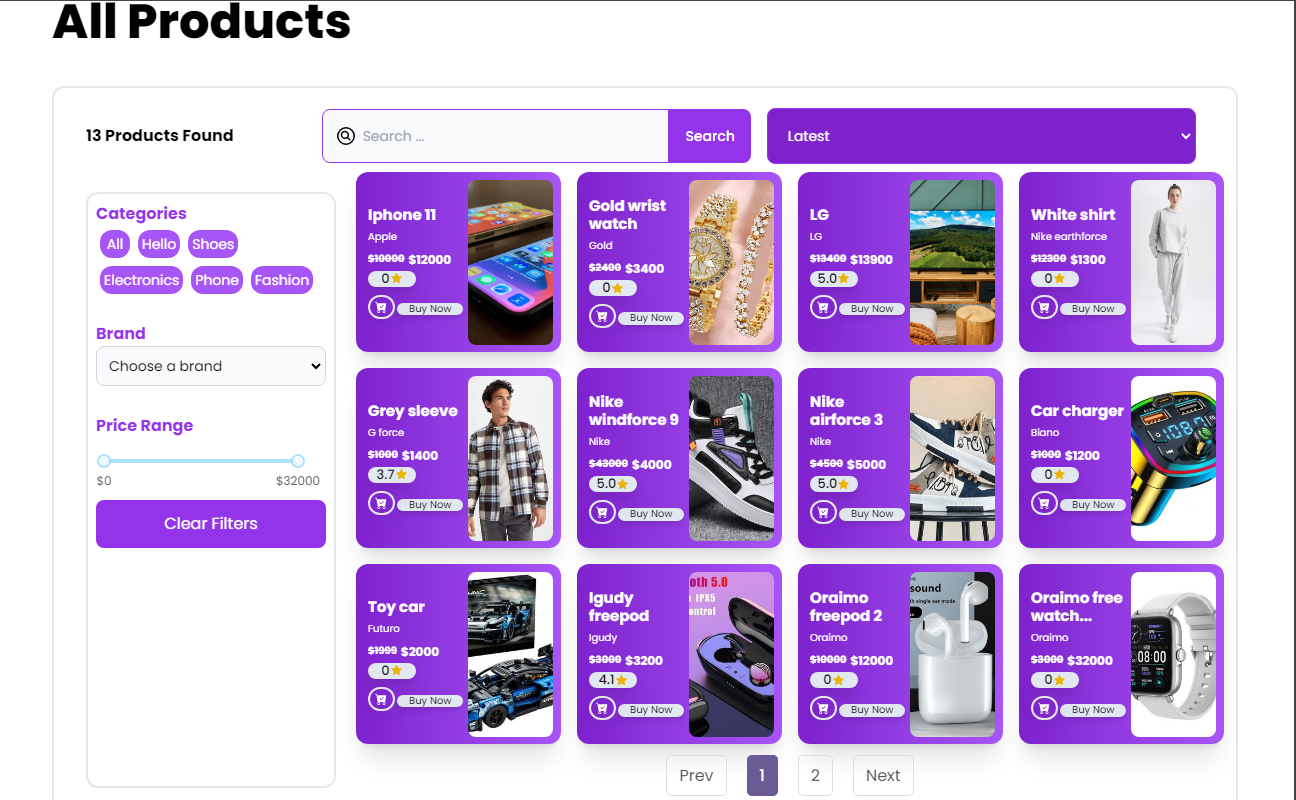 All Products
13 Products Found
Search ...
Search
Latest
Categories
All Hello Shoes
Electronics Phone Fashion
Brand
Choose a brand
Price Range
$0 $32000
Clear Filters
Iphone 11
Apple
$10000 $12000
0
Buy Now
Gold wrist
watch
Gold
$2400 $3400
0
Buy Now
LG
LG
$13400 $13900
5.0
Buy Now
White shirt
Nike earthforce
$12300 $1300
0
Buy Now
Grey sleeve
G force
$1000 $1400
3.7
Buy Now
Nike
windforce 9
Nike
$43000 $4000
5.0
Buy Now
Nike
airforce 3
Nike
$4500 $5000
5.0
Buy Now
Car charger
Blano
$1000 $1200
0
Buy Now
Toy car
Futuro
$1999 $2000
0
Buy Now
Igudy
freepod
Igudy
$3000 $3200
4.1
Buy Now
oth 5.0
IPX5
ontrol
Oraimo
freepod 2
Oraimo
$10000 $12000
0
Buy Now
sound
th single ear mode
Oraimo free
watch...
Oraimo
$3000 $32000
0
Buy Now
08:00
Prev 1 2 Next